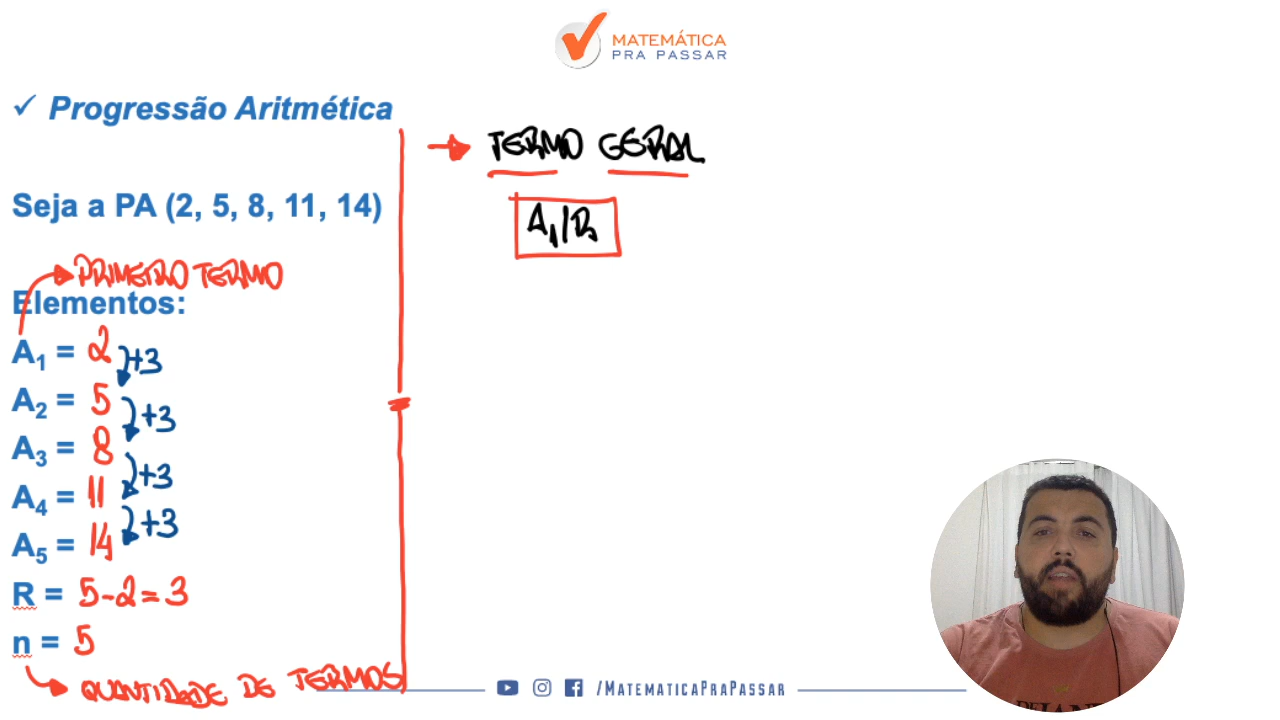 MATEMÁTICA
PRA PASSAR
✓ Progressão Aritmética
Seja a PA (2, 5, 8, 11, 14)
PRIMEIRO TERMO
Elementos:
A₁ = 2
+3
A₂ = 5
+3
A₃ = 8
+3
A₄ = 11
+3
A₅ = 14
R = 5-2=3
n = 5
QUANTIDADE DE TERMOS
TERMO GERAL
A₁/R
/MatematicaPraPassar